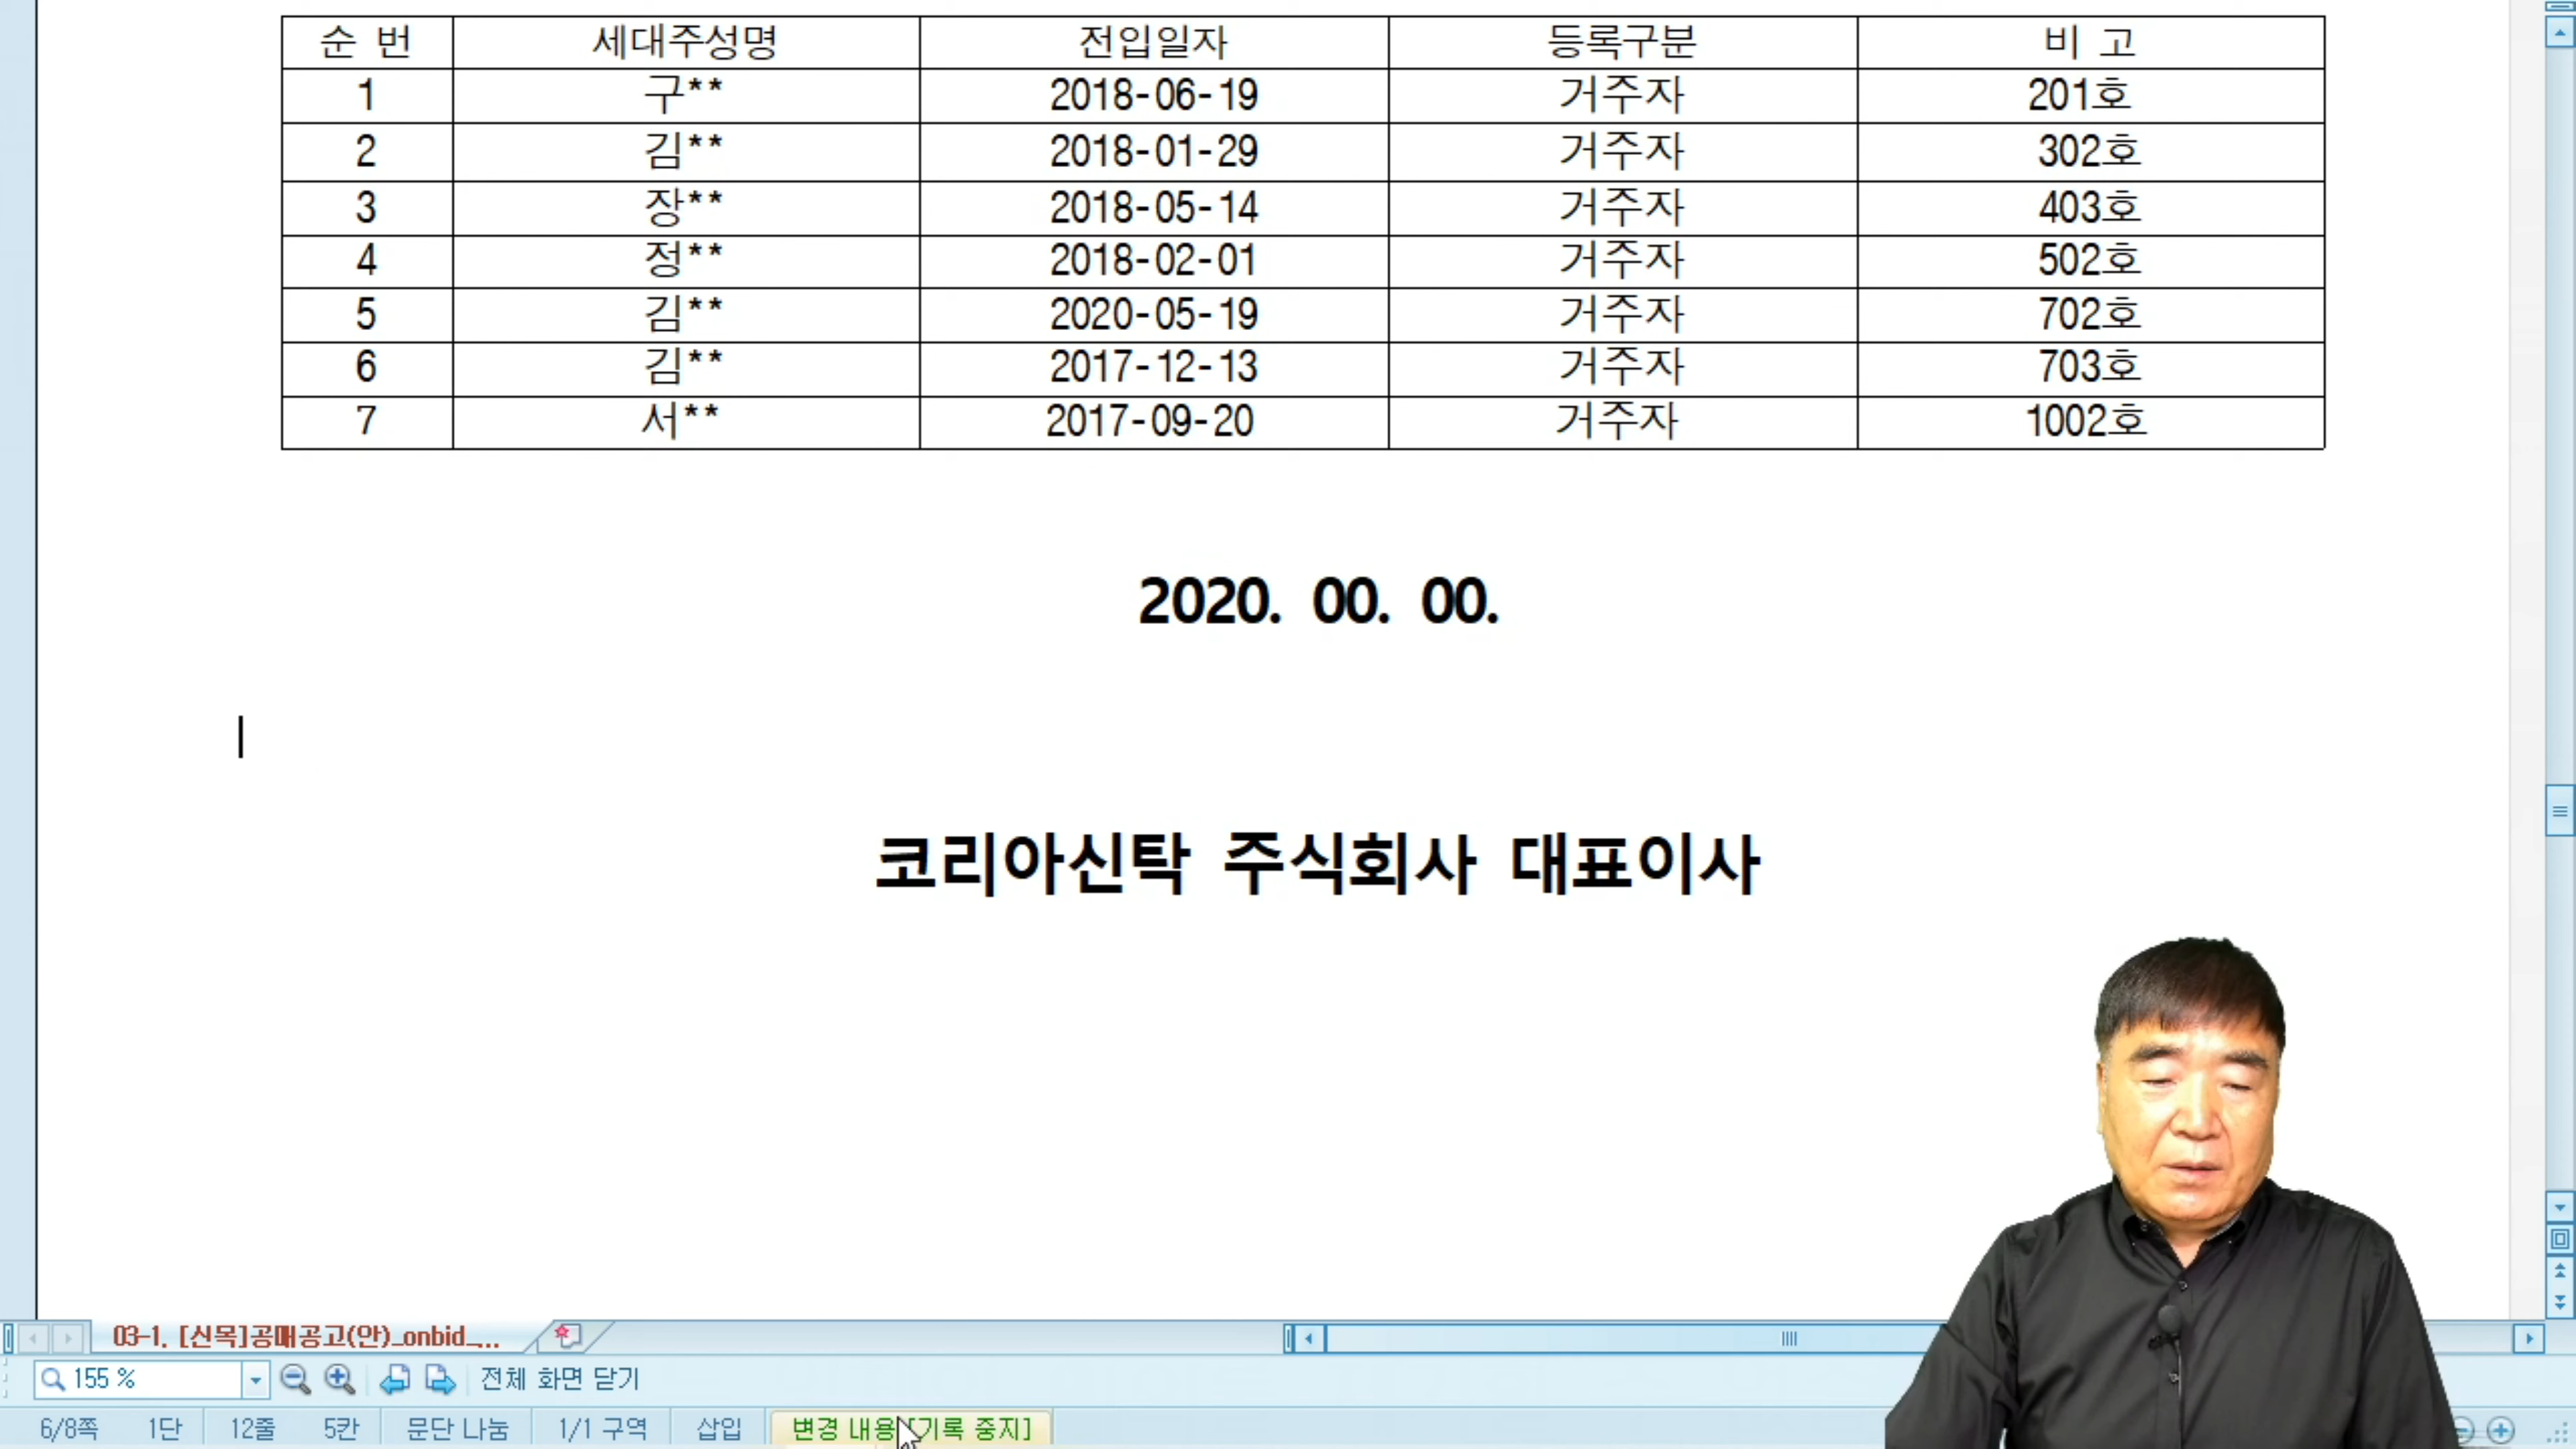 순 번 세대주성명 전입일자 등록구분 비 고
1 구** 2018-06-19 거주자 201호
2 김** 2018-01-29 거주자 302호
3 장** 2018-05-14 거주자 403호
4 정** 2018-02-01 거주자 502호
5 김** 2020-05-19 거주자 702호
6 김** 2017-12-13 거주자 703호
7 서** 2017-09-20 거주자 1002호
2020. 00. 00.
코리아신탁 주식회사 대표이사
03-1. [신목]공매공고(안)_onbid_...
155 % 전체 화면 닫기
6/8쪽 1단 12줄 5칸 문단 나눔 1/1 구역 삽입 변경 내용 [기록 중지]